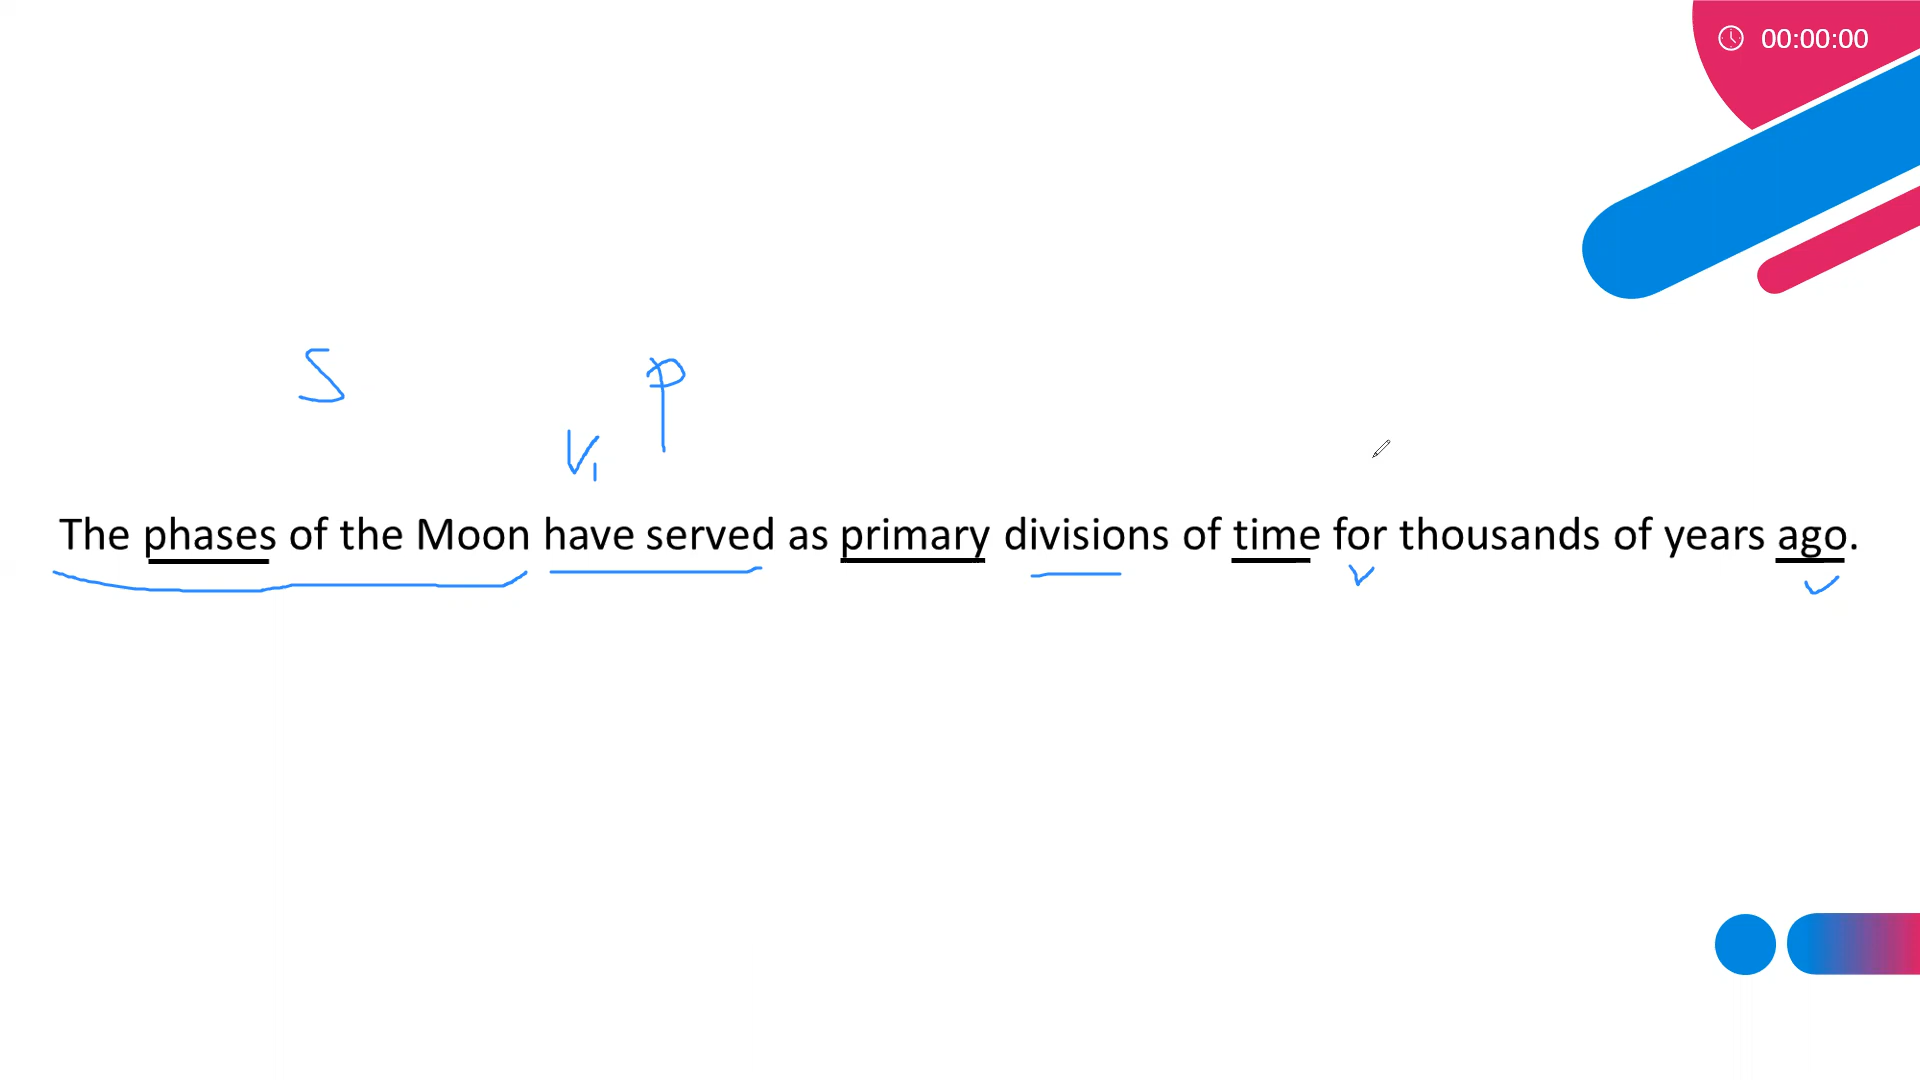 00:00:00
S
P
V1
The phases of the Moon have served as primary divisions of time for thousands of years ago.